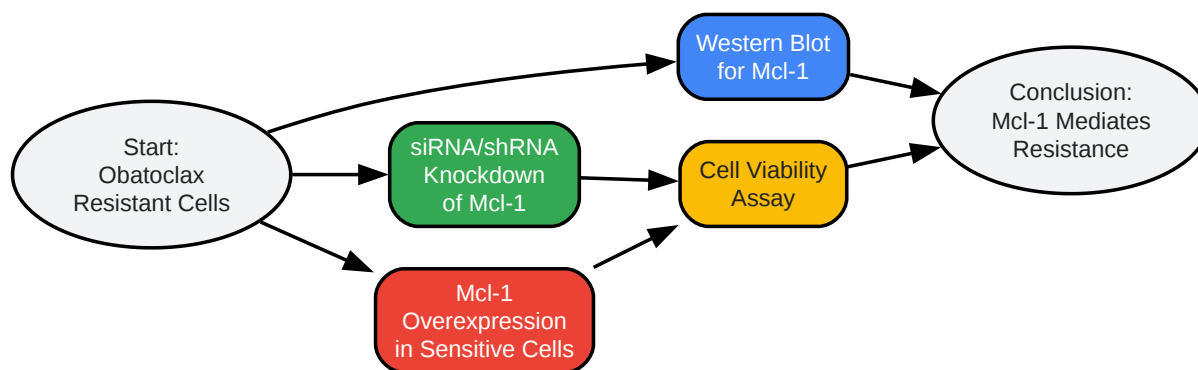 Start:
Obatoclax
Resistant Cells
siRNA/shRNA
Knockdown
of Mcl-1
Mcl-1
Overexpression
in Sensitive Cells
Western Blot
for Mcl-1
Cell Viability
Assay
Conclusion:
Mcl-1 Mediates
Resistance